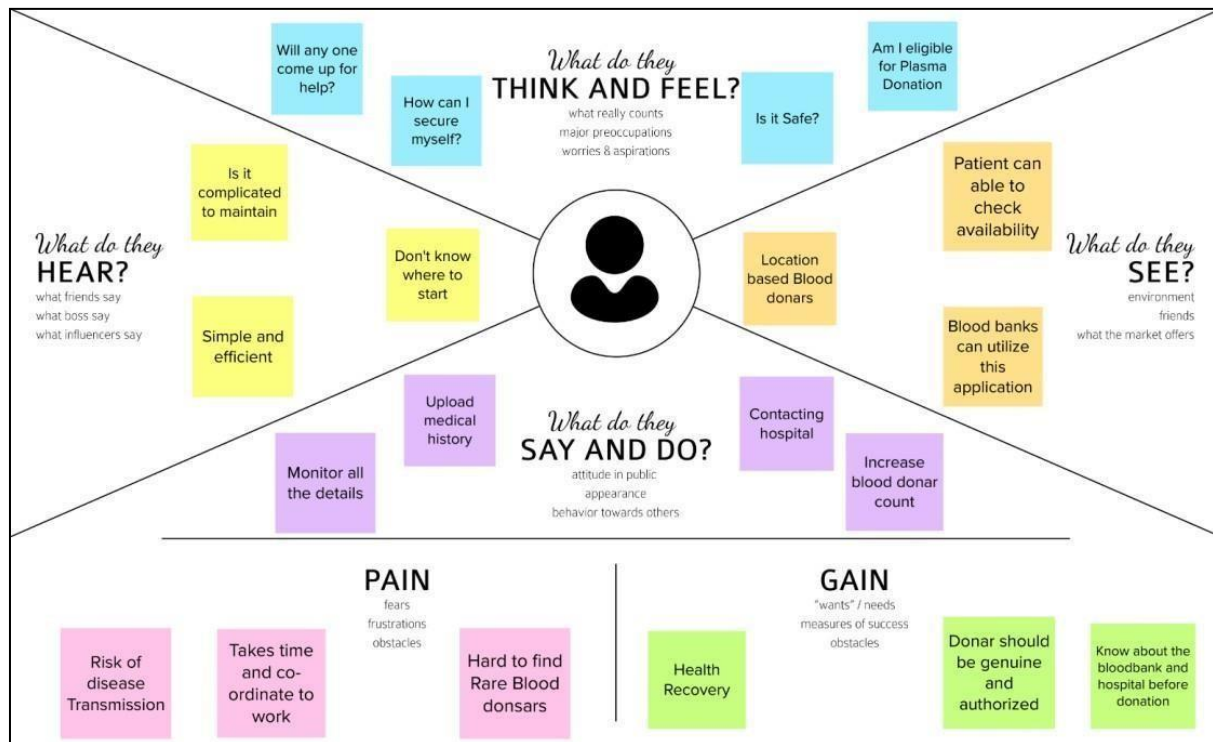 Will any one
come up for
help?
How can I
secure
myself?
What do they
THINK AND FEEL?
what really counts
major preoccupations
worries & aspirations
Is it Safe?
Am I eligible
for Plasma
Donation
What do they
HEAR?
what friends say
what boss say
what influencers say
Is it
complicated
to maintain
Don't know
where to
start
Simple and
efficient
Location
based Blood
donars
Patient can
able to
check
availability
Blood banks
can utilize
this
application
What do they
SEE?
environment
friends
what the market offers
Monitor all
the details
Upload
medical
history
What do they
SAY AND DO?
attitude in public
appearance
behavior towards others
Contacting
hospital
Increase
blood donar
count
PAIN
fears
frustrations
obstacles
Risk of
disease
Transmission
Takes time
and co-
ordinate to
work
Hard to find
Rare Blood
donsars
GAIN
"wants" / needs
measures of success
obstacles
Health
Recovery
Donar should
be genuine
and
authorized
Know about the
bloodbank and
hospital before
donation